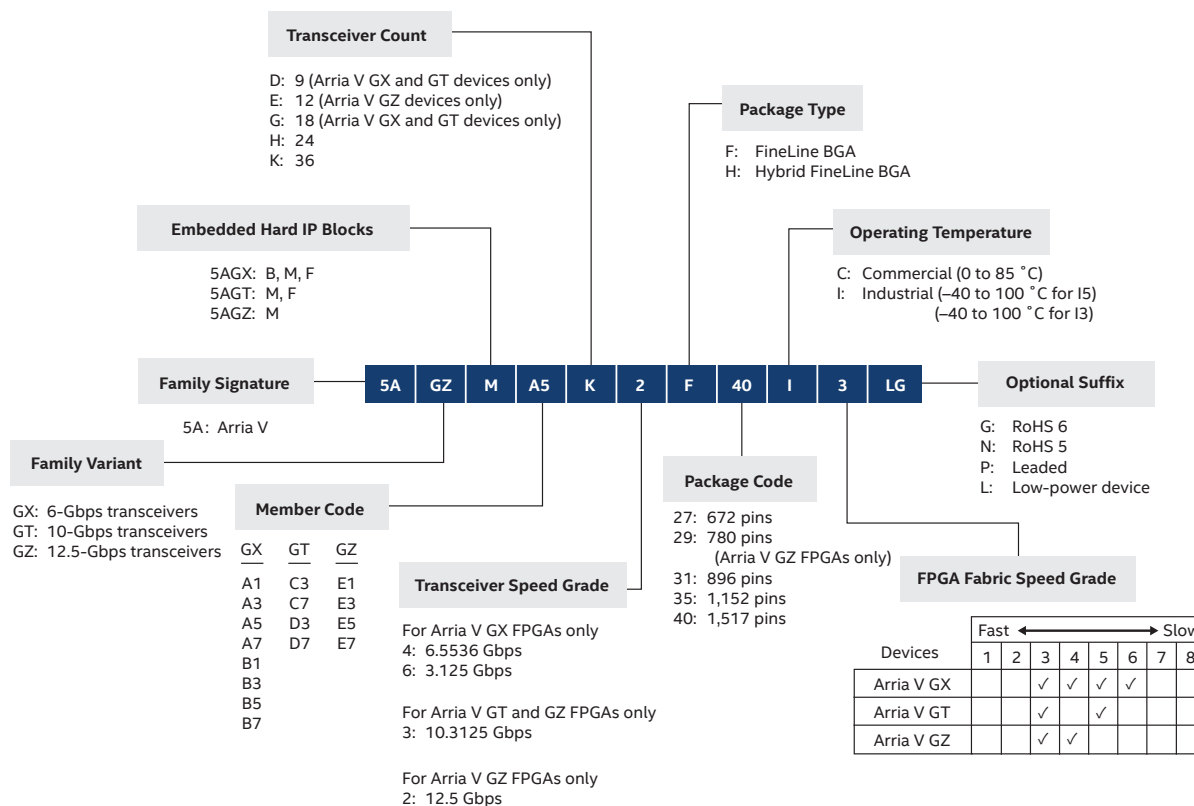 Transceiver Count
D: 9 (Arria V GX and GT devices only)
E: 12 (Arria V GZ devices only)
G: 18 (Arria V GX and GT devices only)
H: 24
K: 36
Package Type
F: FineLine BGA
H: Hybrid FineLine BGA
Embedded Hard IP Blocks
5AGX: B, M, F
5AGT: M, F
5AGZ: M
Operating Temperature
C: Commercial (0 to 85 ˚C)
I: Industrial (–40 to 100 ˚C for I5)
(–40 to 100 ˚C for I3)
Family Signature
5A: Arria V
5A GZ M A5 K 2 F 40 I 3 LG
Optional Suffix
G: RoHS 6
N: RoHS 5
P: Leaded
L: Low-power device
Family Variant
GX: 6-Gbps transceivers
GT: 10-Gbps transceivers
GZ: 12.5-Gbps transceivers
Member Code
GX GT GZ
A1 C3 E1
A3 C7 E3
A5 D3 E5
A7 D7 E7
B1
B3
B5
B7
Transceiver Speed Grade
For Arria V GX FPGAs only
4: 6.5536 Gbps
6: 3.125 Gbps
For Arria V GT and GZ FPGAs only
3: 10.3125 Gbps
For Arria V GZ FPGAs only
2: 12.5 Gbps
Package Code
27: 672 pins
29: 780 pins
(Arria V GZ FPGAs only)
31: 896 pins
35: 1,152 pins
40: 1,517 pins
FPGA Fabric Speed Grade
Fast Slow
Devices 1 2 3 4 5 6 7 8
Arria V GX ✓ ✓ ✓ ✓
Arria V GT ✓ ✓
Arria V GZ ✓ ✓